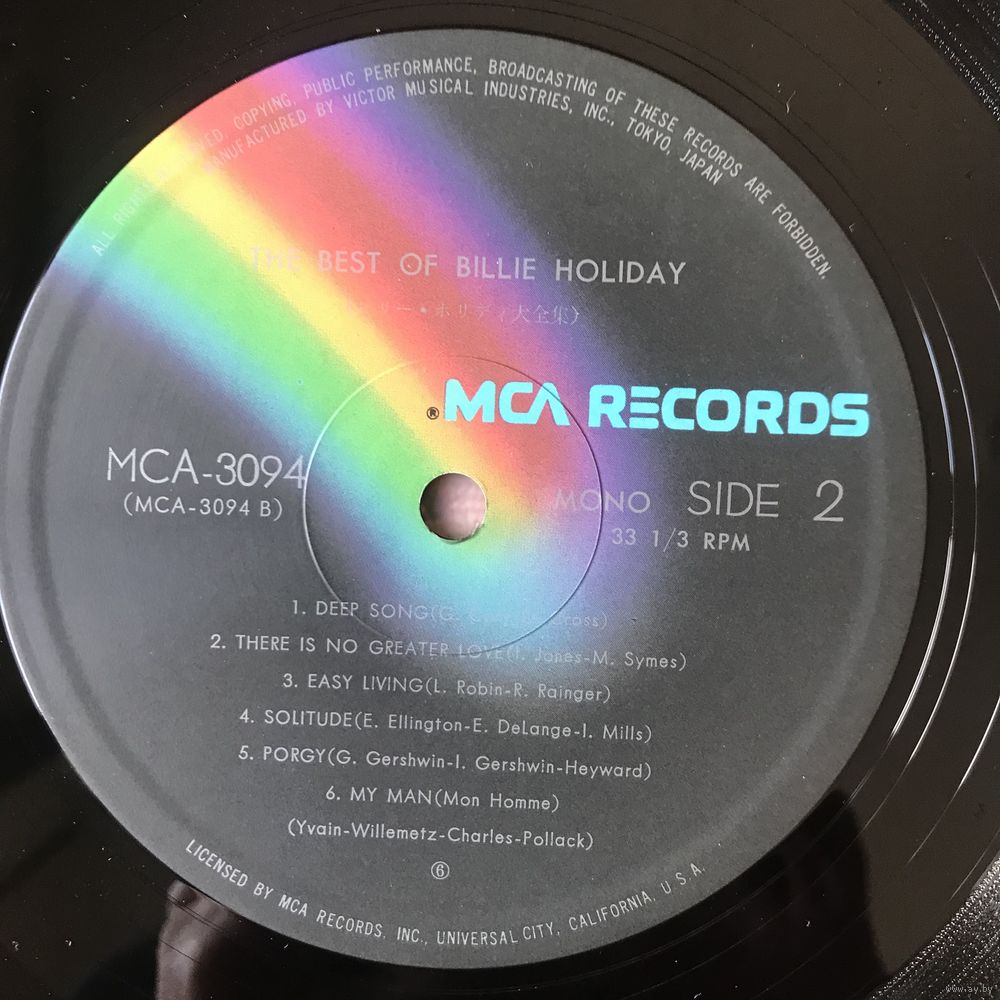 ALL RIGHTS RESERVED. COPYING, PUBLIC PERFORMANCE, BROADCASTING OF THESE RECORDS ARE FORBIDDEN.
MANUFACTURED BY VICTOR MUSICAL INDUSTRIES, INC., TOKYO, JAPAN
THE BEST OF BILLIE HOLIDAY
ー・ホリデイ大全集》
® MCA RECORDS
MCA-3094
(MCA-3094 B)
MONO SIDE 2
33 1/3 RPM
1. DEEP SONG
2. THERE IS NO GREATER LOVE(I. Jones-M. Symes)
3. EASY LIVING(L. Robin-R. Rainger)
4. SOLITUDE(E. Ellington-E. DeLange-I. Mills)
5. PORGY(G. Gershwin-I. Gershwin-Heyward)
6. MY MAN(Mon Homme)
(Yvain-Willemetz-Charles-Pollack)
⑥
LICENSED BY MCA RECORDS, INC., UNIVERSAL CITY, CALIFORNIA, U.S.A.
www.ay.by